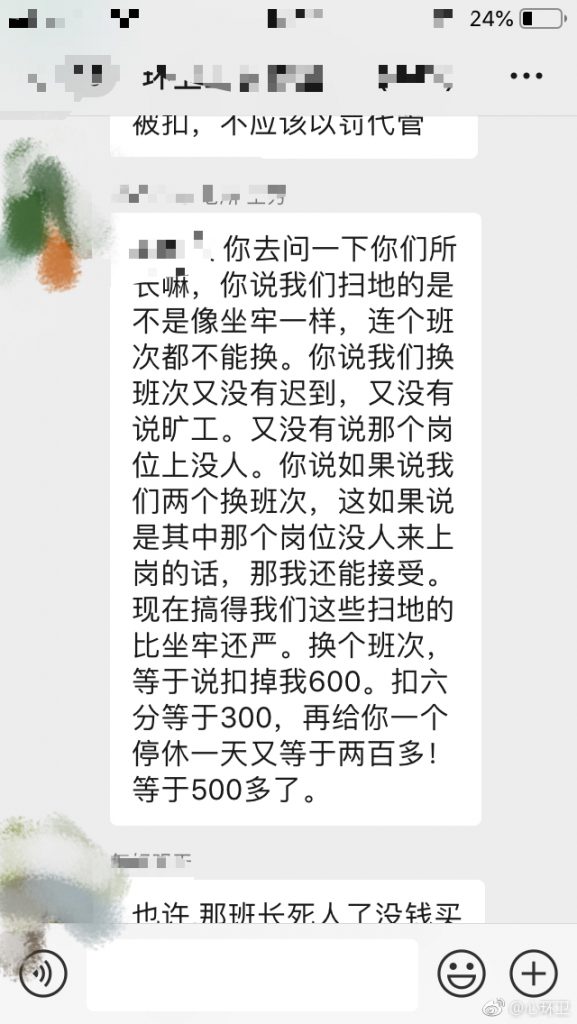 24%
被扣，不应该以罚代管
你去问一下你们所
长嘛，你说我们扫地的是
不是像坐牢一样，连个班
次都不能换。你说我们换
班次又没有迟到，又没有
说旷工。又没有说那个岗
位上没人。你说如果说我
们两个换班次，这如果说
是其中那个岗位没人来上
岗的话，那我还能接受。
现在搞得我们这些扫地的
比坐牢还严。换个班次，
等于说扣掉我600。扣六
分等于300，再给你一个
停休一天又等于两百多！
等于500多了。
也许 那班长死人了没钱买
@心环卫